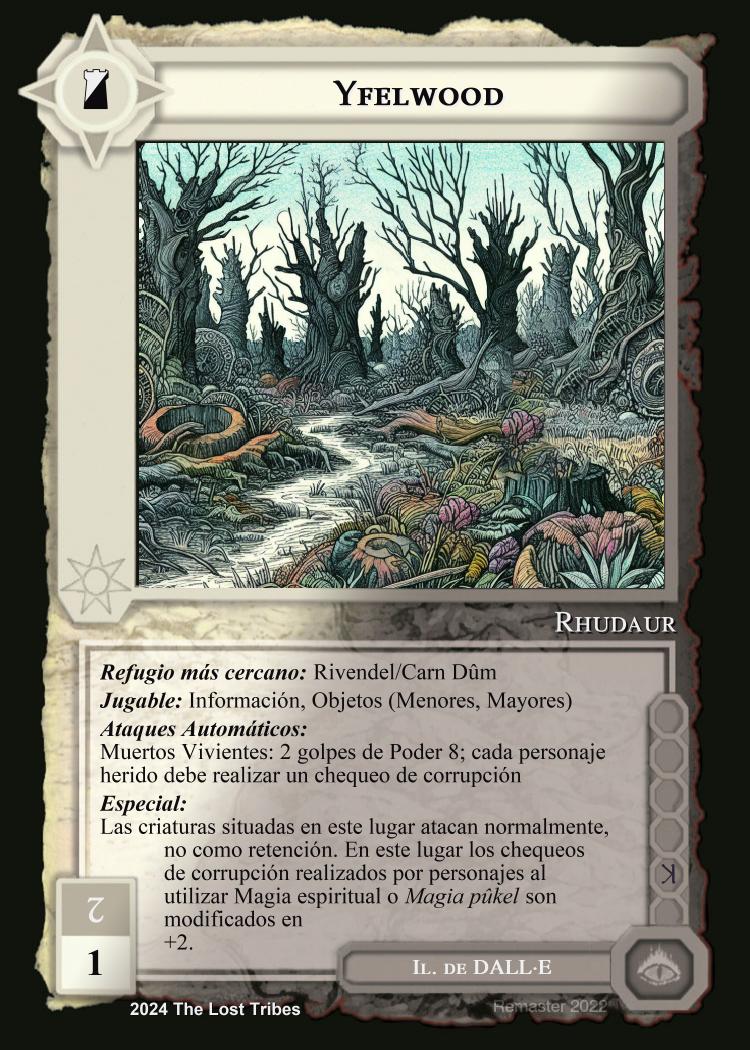 Yfelwood
Rhudaur
Refugio más cercano: Rivendel/Carn Dûm
Jugable: Información, Objetos (Menores, Mayores)
Ataques Automáticos:
Muertos Vivientes: 2 golpes de Poder 8; cada personaje
herido debe realizar un chequeo de corrupción
Especial:
Las criaturas situadas en este lugar atacan normalmente,
no como retención. En este lugar los chequeos
de corrupción realizados por personajes al
utilizar Magia espiritual o Magia pûkel son
modificados en
+2.
1
Il. de DALL·E
2024 The Lost Tribes
Remaster 2022